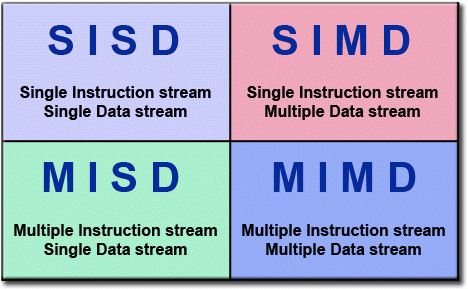 S I S D
Single Instruction stream
Single Data stream
S I M D
Single Instruction stream
Multiple Data stream
M I S D
Multiple Instruction stream
Single Data stream
M I M D
Multiple Instruction stream
Multiple Data stream